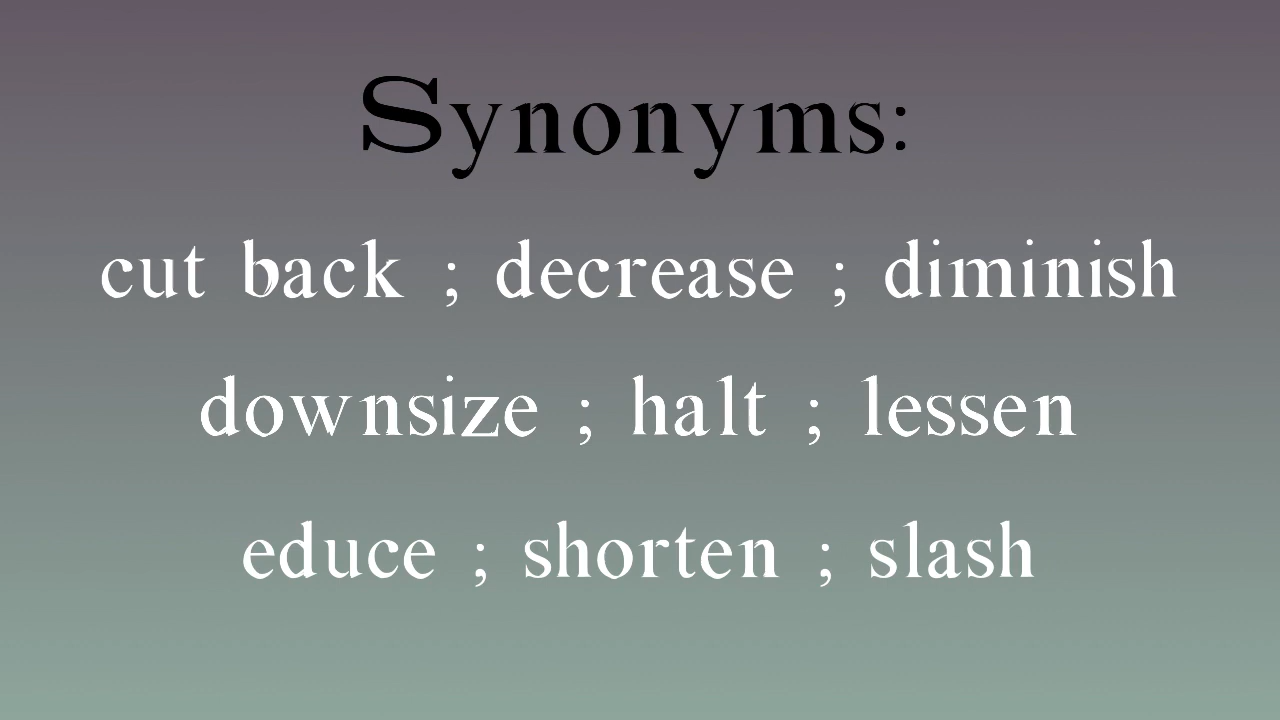 Synonyms:
cut back ; decrease ; diminish
downsize ; halt ; lessen
educe ; shorten ; slash